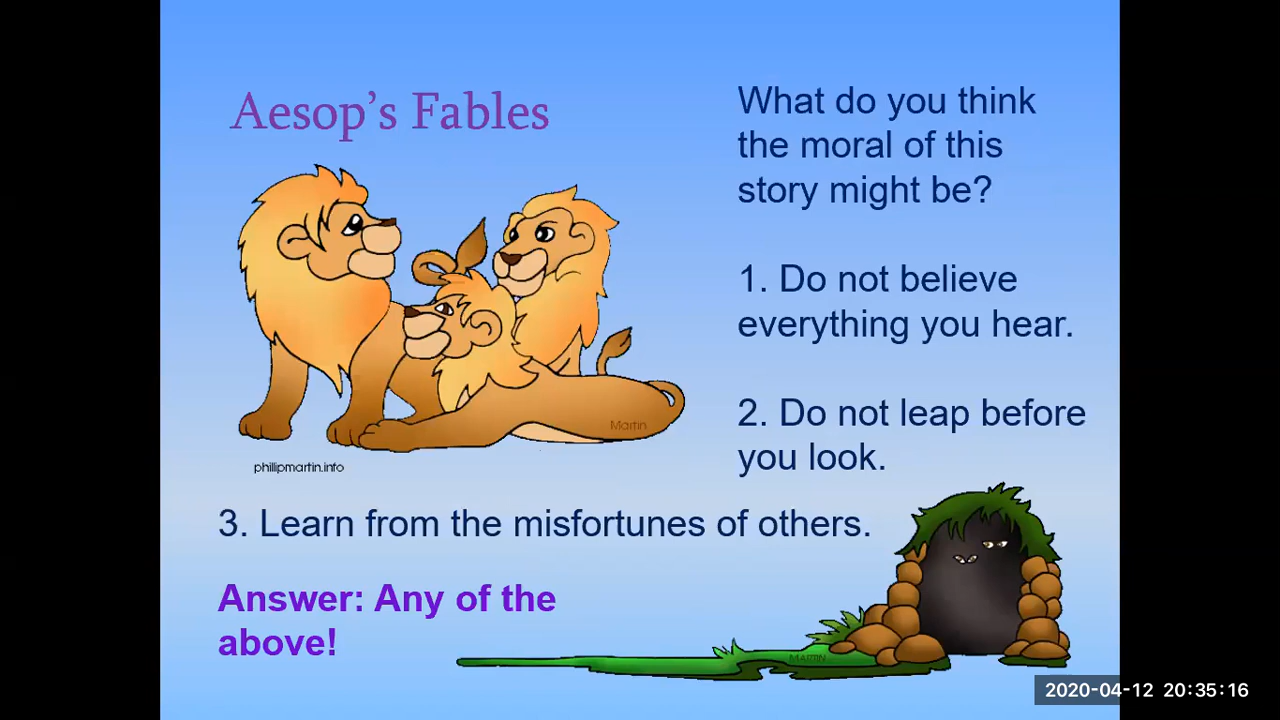 Aesop's Fables
What do you think
the moral of this
story might be?
1. Do not believe
everything you hear.
2. Do not leap before
you look.
Martin
phillipmartin.info
3. Learn from the misfortunes of others.
Answer: Any of the
above!
MARTIN
2020-04-12 20:35:16